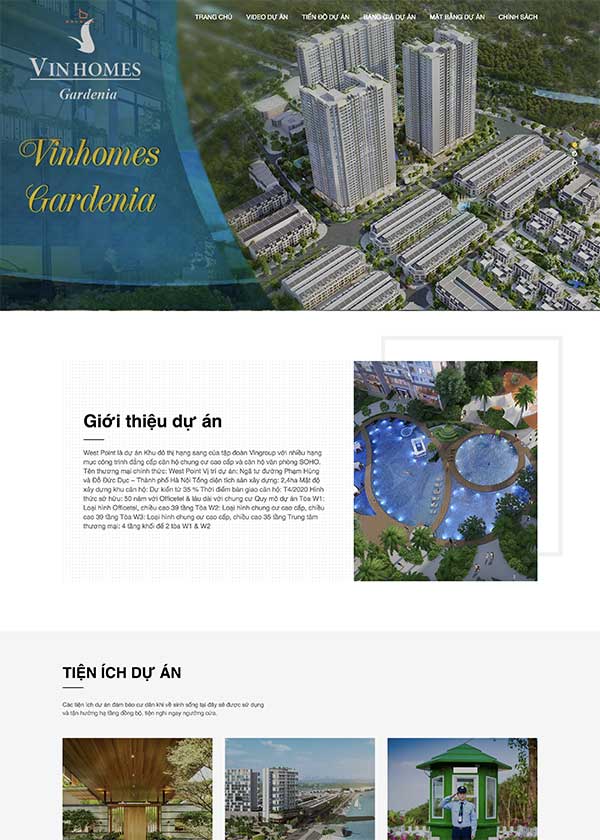 TRANG CHỦ VIDEO DỰ ÁN TIẾN ĐỘ DỰ ÁN BẢNG GIÁ DỰ ÁN MẶT BẰNG DỰ ÁN CHÍNH SÁCH
VINHOMES
Gardenia
Vinhomes
Gardenia
Giới thiệu dự án
West Point là dự án Khu đô thị hạng sang của tập đoàn Vingroup với nhiều hạng
mục công trình đẳng cấp căn hộ chung cư cao cấp và căn hộ văn phòng SOHO.
Tên thương mại chính thức: West Point Vị trí dự án: Ngã tư đường Phạm Hùng
và Đỗ Đức Dục – Thành phố Hà Nội Tổng diện tích sàn xây dựng: 2,4ha Mật độ
xây dựng khu căn hộ: Dự kiến từ 35 % Thời điểm bàn giao căn hộ: T4/2020 Hình
thức sở hữu: 50 năm với Officetel & lâu dài với chung cư Quy mô dự án Tòa W1:
Loại hình Officetel, chiều cao 39 tầng Tòa W2: Loại hình chung cư cao cấp, chiều
cao 39 tầng Tòa W3: Loại hình chung cư cao cấp, chiều cao 35 tầng Trung tâm
thương mại: 4 tầng khối đế 2 tòa W1 & W2
TIỆN ÍCH DỰ ÁN
Các tiện ích dự án đảm bảo cư dân khi về sinh sống tại đây sẽ được sử dụng
và tận hưởng hạ tầng đồng bộ, tiện nghi ngay ngưỡng cửa.